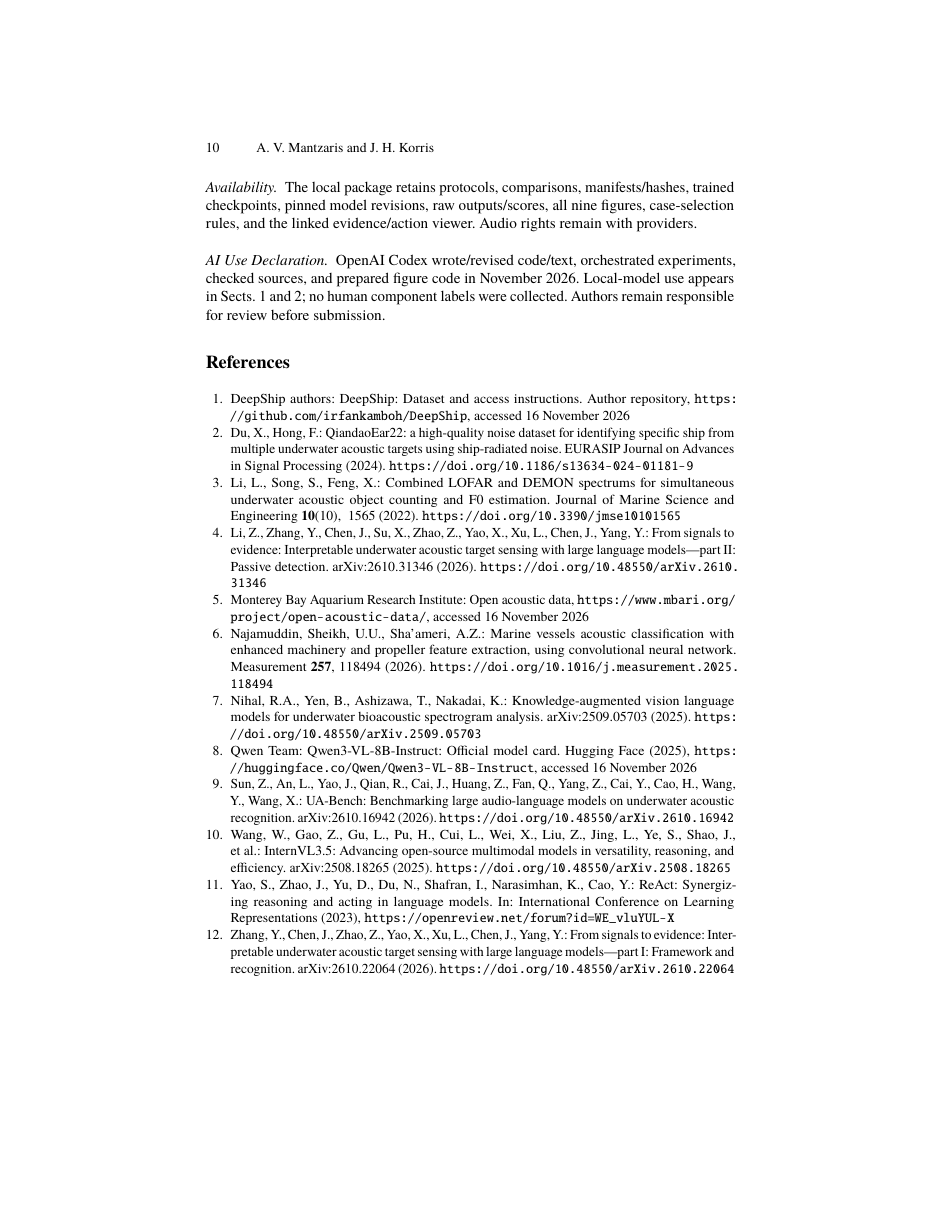 10 A. V. Mantzaris and J. H. Korris
Availability. The local package retains protocols, comparisons, manifests/hashes, trained
checkpoints, pinned model revisions, raw outputs/scores, all nine figures, case-selection
rules, and the linked evidence/action viewer. Audio rights remain with providers.
AI Use Declaration. OpenAI Codex wrote/revised code/text, orchestrated experiments,
checked sources, and prepared figure code in November 2026. Local-model use appears
in Sects. 1 and 2; no human component labels were collected. Authors remain responsible
for review before submission.
References
1. DeepShip authors: DeepShip: Dataset and access instructions. Author repository, https:
//github.com/irfankamboh/DeepShip, accessed 16 November 2026
2. Du, X., Hong, F.: QiandaoEar22: a high-quality noise dataset for identifying specific ship from
multiple underwater acoustic targets using ship-radiated noise. EURASIP Journal on Advances
in Signal Processing (2024). https://doi.org/10.1186/s13634-024-01181-9
3. Li, L., Song, S., Feng, X.: Combined LOFAR and DEMON spectrums for simultaneous
underwater acoustic object counting and F0 estimation. Journal of Marine Science and
Engineering 10(10), 1565 (2022). https://doi.org/10.3390/jmse10101565
4. Li, Z., Zhang, Y., Chen, J., Su, X., Zhao, Z., Yao, X., Xu, L., Chen, J., Yang, Y.: From signals to
evidence: Interpretable underwater acoustic target sensing with large language models—part II:
Passive detection. arXiv:2610.31346 (2026). https://doi.org/10.48550/arXiv.2610.
31346
5. Monterey Bay Aquarium Research Institute: Open acoustic data, https://www.mbari.org/
project/open-acoustic-data/, accessed 16 November 2026
6. Najamuddin, Sheikh, U.U., Sha'ameri, A.Z.: Marine vessels acoustic classification with
enhanced machinery and propeller feature extraction, using convolutional neural network.
Measurement 257, 118494 (2026). https://doi.org/10.1016/j.measurement.2025.
118494
7. Nihal, R.A., Yen, B., Ashizawa, T., Nakadai, K.: Knowledge-augmented vision language
models for underwater bioacoustic spectrogram analysis. arXiv:2509.05703 (2025). https:
//doi.org/10.48550/arXiv.2509.05703
8. Qwen Team: Qwen3-VL-8B-Instruct: Official model card. Hugging Face (2025), https:
//huggingface.co/Qwen/Qwen3-VL-8B-Instruct, accessed 16 November 2026
9. Sun, Z., An, L., Yao, J., Qian, R., Cai, J., Huang, Z., Fan, Q., Yang, Z., Cai, Y., Cao, H., Wang,
Y., Wang, X.: UA-Bench: Benchmarking large audio-language models on underwater acoustic
recognition. arXiv:2610.16942 (2026). https://doi.org/10.48550/arXiv.2610.16942
10. Wang, W., Gao, Z., Gu, L., Pu, H., Cui, L., Wei, X., Liu, Z., Jing, L., Ye, S., Shao, J.,
et al.: InternVL3.5: Advancing open-source multimodal models in versatility, reasoning, and
efficiency. arXiv:2508.18265 (2025). https://doi.org/10.48550/arXiv.2508.18265
11. Yao, S., Zhao, J., Yu, D., Du, N., Shafran, I., Narasimhan, K., Cao, Y.: ReAct: Synergiz-
ing reasoning and acting in language models. In: International Conference on Learning
Representations (2023), https://openreview.net/forum?id=WE_vluYUL-X
12. Zhang, Y., Chen, J., Zhao, Z., Yao, X., Xu, L., Chen, J., Yang, Y.: From signals to evidence: Inter-
pretable underwater acoustic target sensing with large language models—part I: Framework and
recognition. arXiv:2610.22064 (2026). https://doi.org/10.48550/arXiv.2610.22064